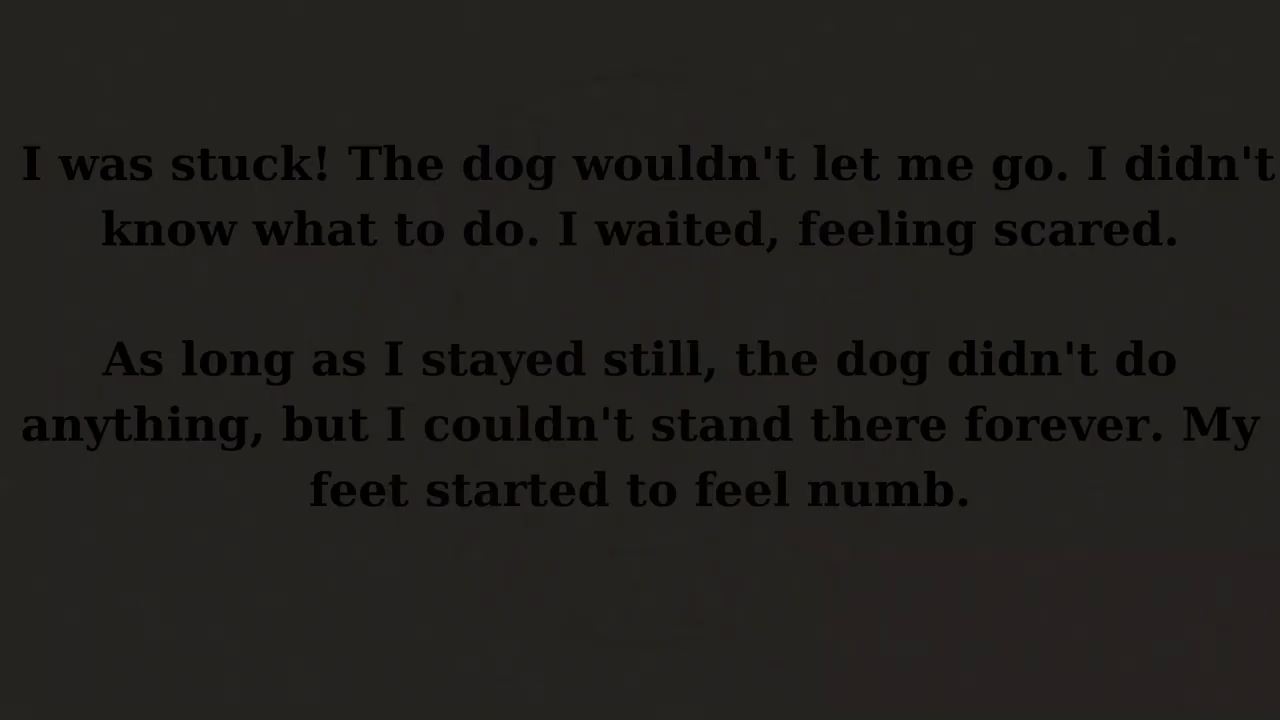 I was stuck! The dog wouldn't let me go. I didn't
know what to do. I waited, feeling scared.
As long as I stayed still, the dog didn't do
anything, but I couldn't stand there forever. My
feet started to feel numb.